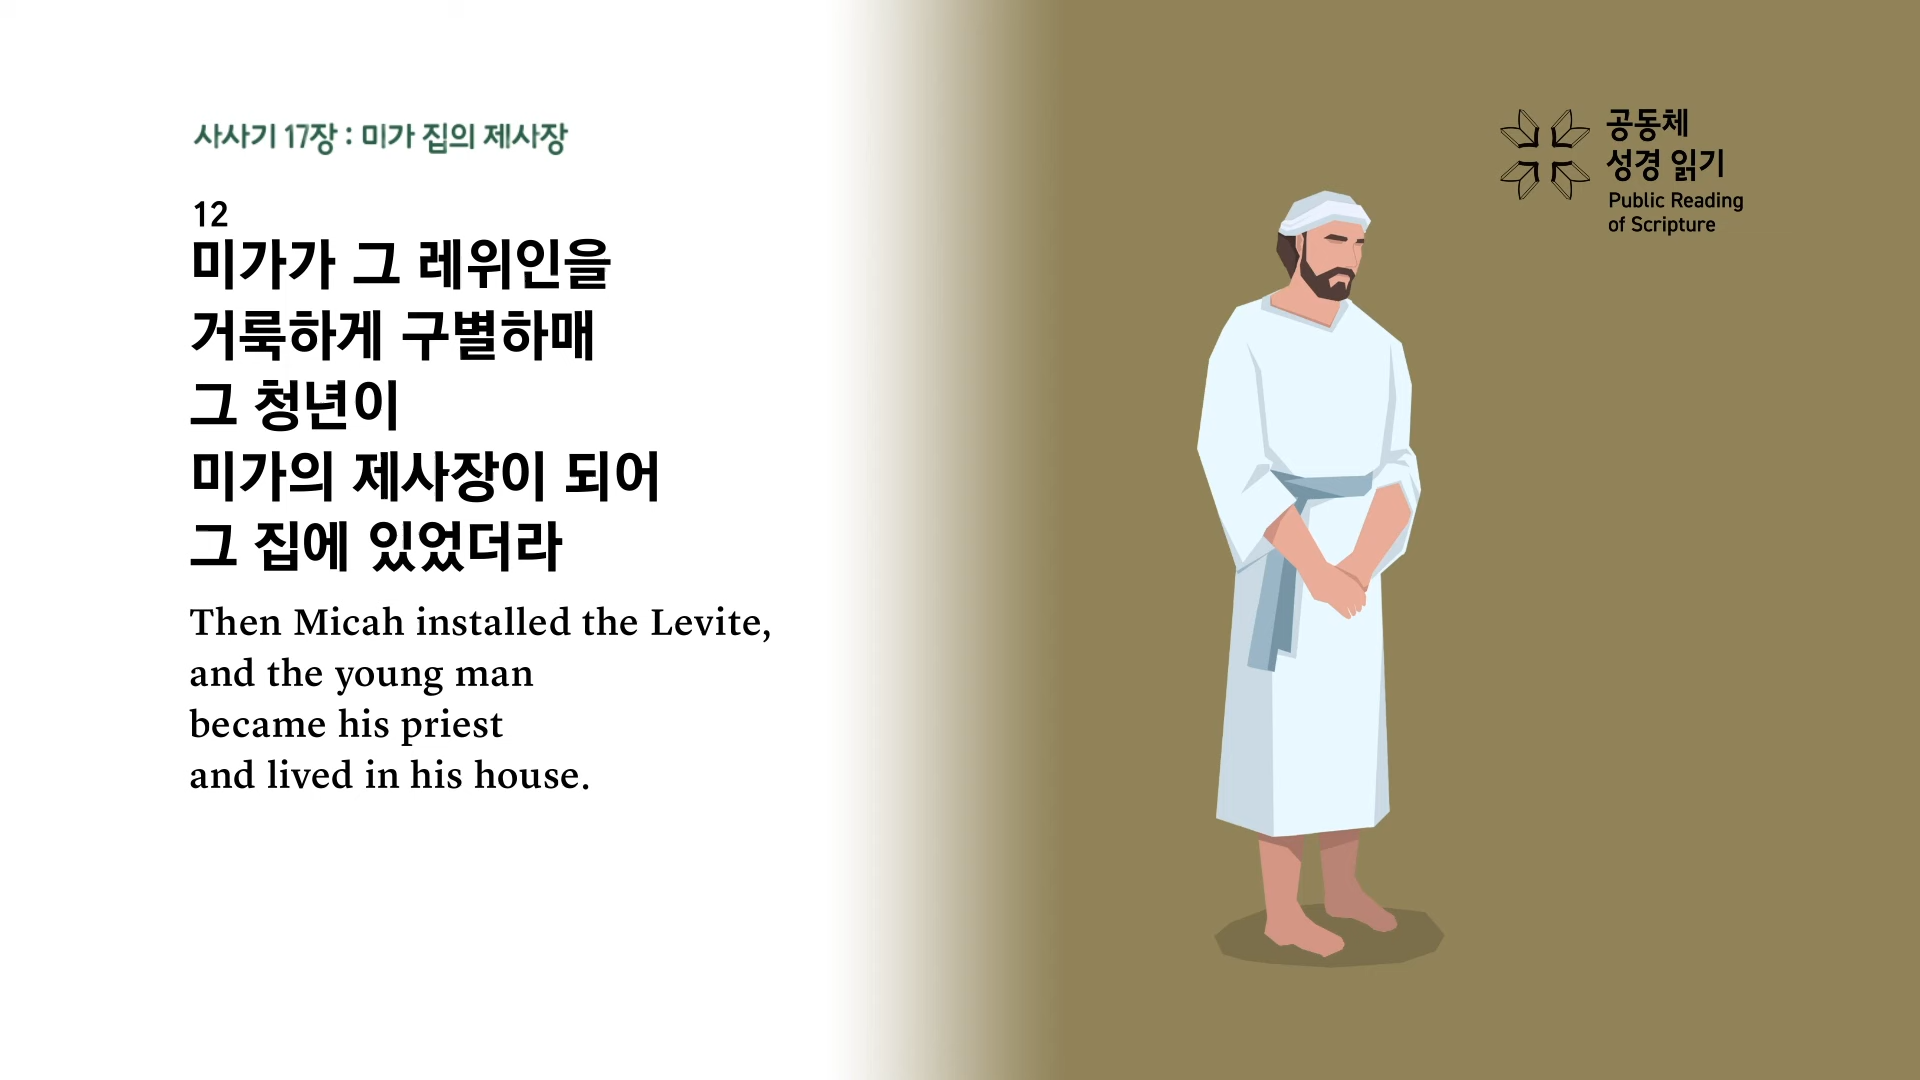 사사기 17장 : 미가 집의 제사장
12
미가가 그 레위인을
거룩하게 구별하매
그 청년이
미가의 제사장이 되어
그 집에 있었더라
Then Micah installed the Levite,
and the young man
became his priest
and lived in his house.
공동체
성경 읽기
Public Reading
of Scripture